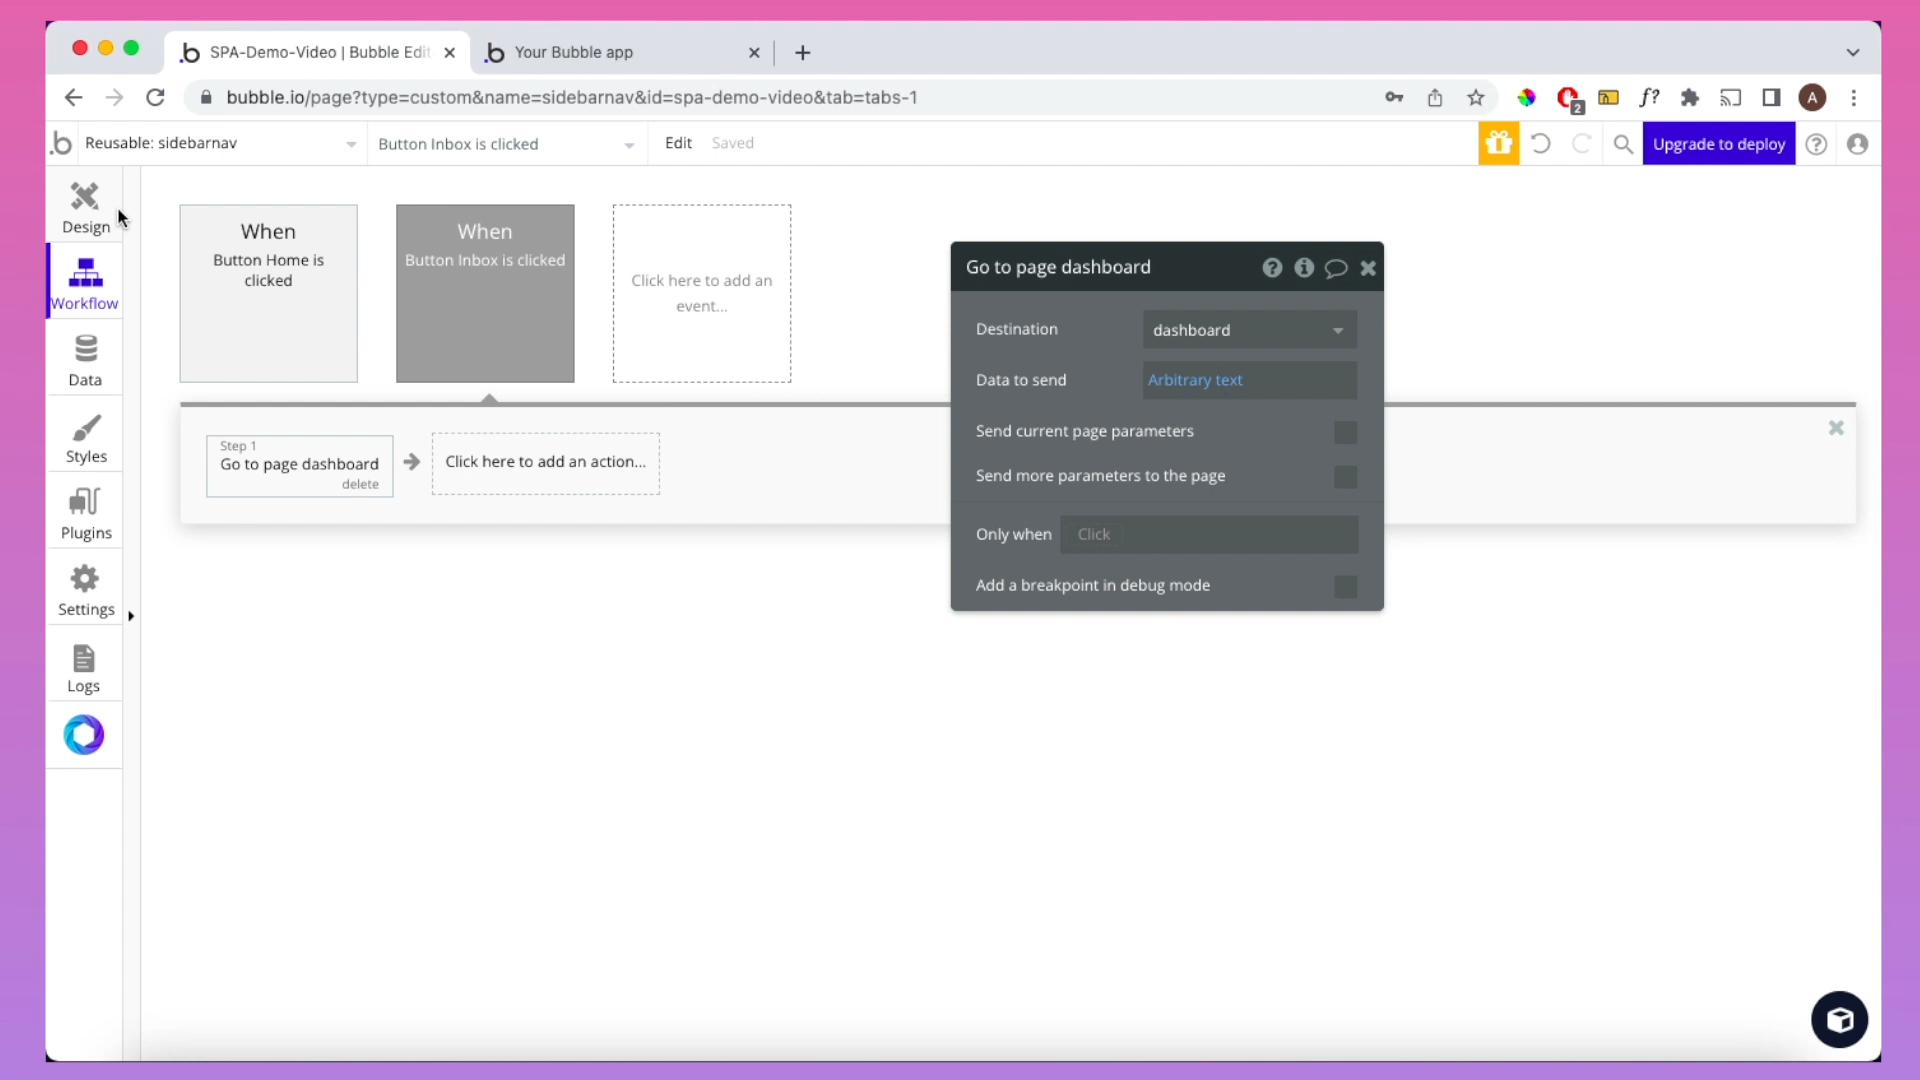 SPA-Demo-Video | Bubble Edit
Your Bubble app
bubble.io/page?type=custom&name=sidebarnav&id=spa-demo-video&tab=tabs-1
f?
2
A
.b
Reusable: sidebarnav
Button Inbox is clicked
Edit
Saved
Upgrade to deploy
Design
Workflow
Data
Styles
Plugins
Settings
Logs
When
Button Home is
clicked
When
Button Inbox is clicked
Click here to add an
event...
Step 1
Go to page dashboard
delete
Click here to add an action...
Go to page dashboard
Destination
dashboard
Data to send
Arbitrary text
Send current page parameters
Send more parameters to the page
Only when
Click
Add a breakpoint in debug mode